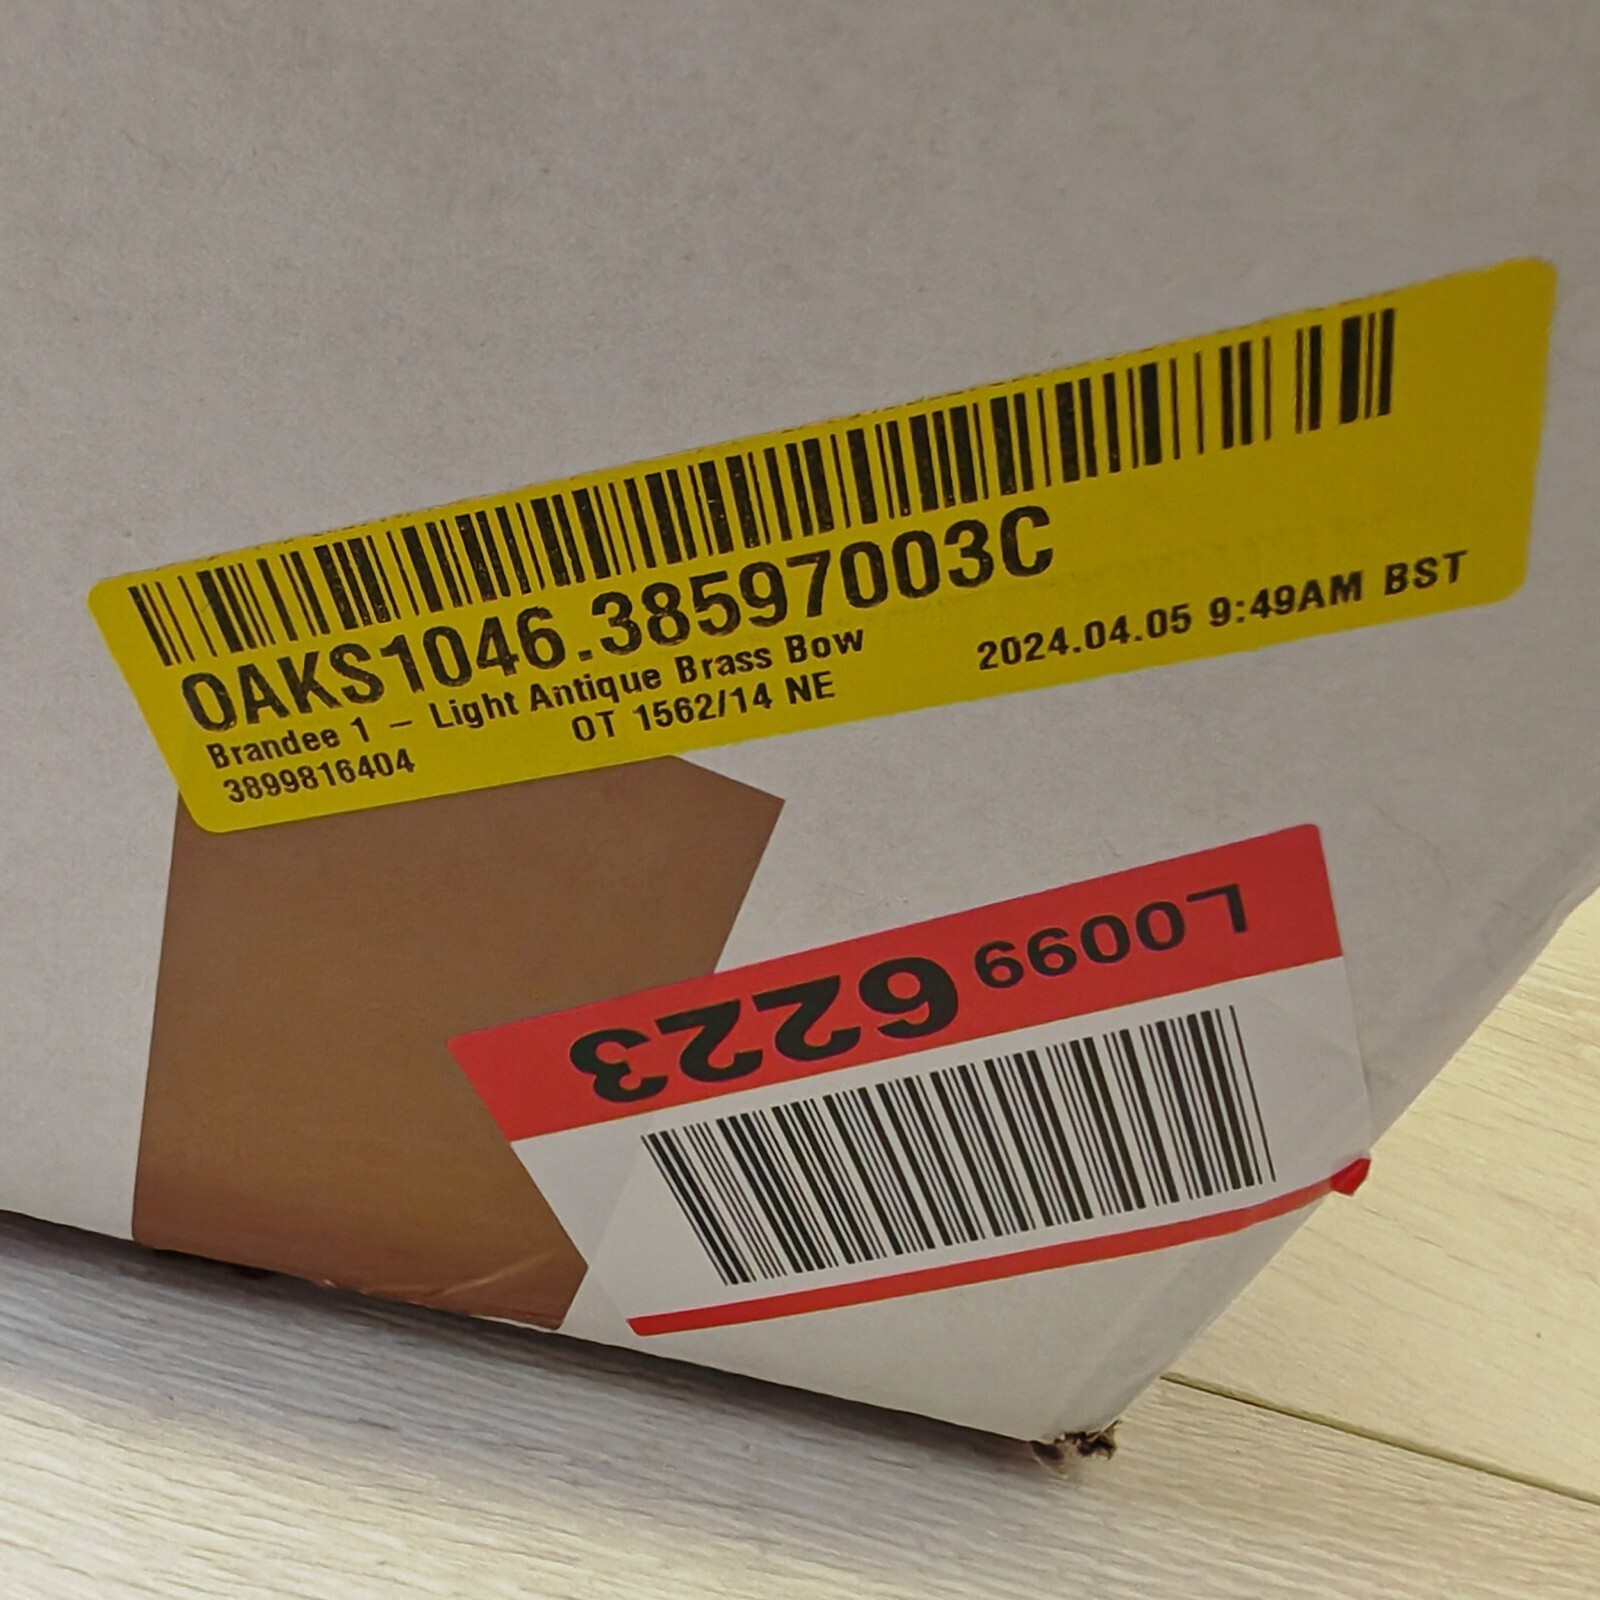 OAKS1046.38597003C
Brandee 1 - Light Antique Brass Bow
3899816404 OT 1562/14 NE 2024.04.05 9:49AM BST
L0099 6223